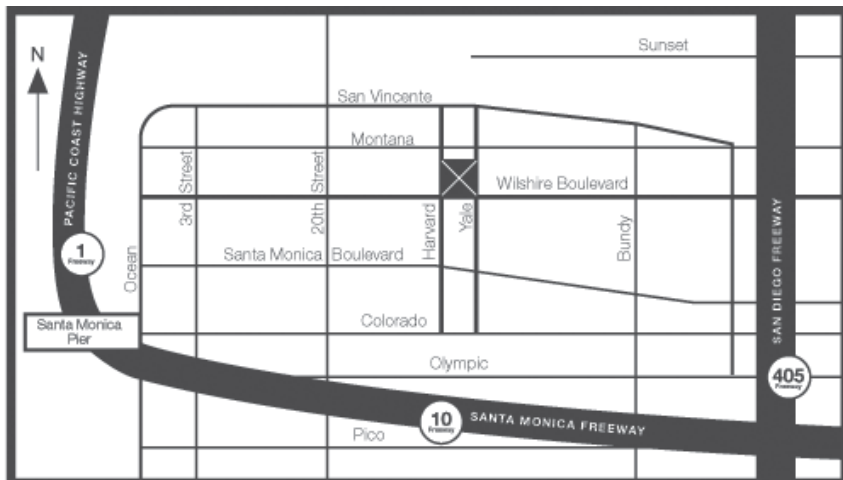 Sunset
N
San Vincente
Montana
PACIFIC COAST HIGHWAY
3rd Street
20th Street
Wilshire Boulevard
Harvard
Yale
Bundy
SAN DIEGO FREEWAY
1
Freeway
Ocean
Santa Monica Boulevard
Santa Monica
Pier
Colorado
Olympic
405
Freeway
10
Freeway
SANTA MONICA FREEWAY
Pico